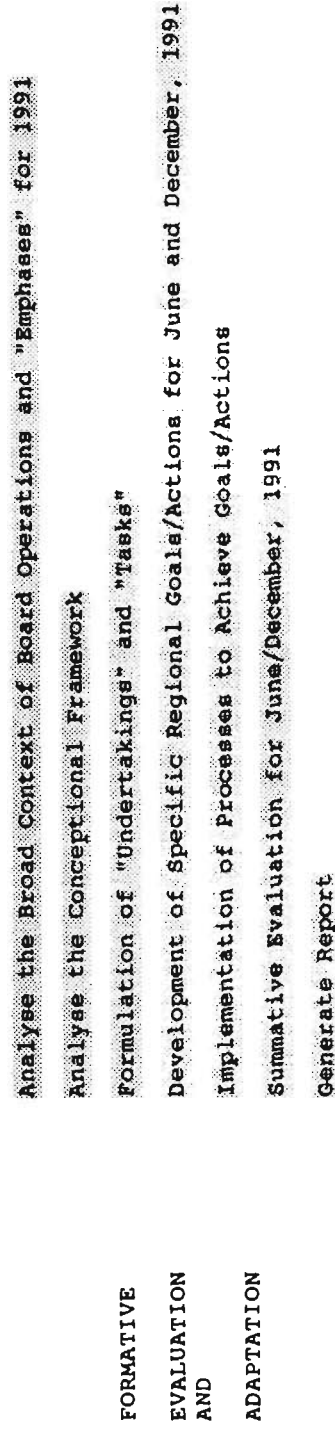 Analyse the Broad Context of Board Operations and "Emphases" for 1991
Analyse the Conceptional Framework
FORMATIVE
Formulation of "Undertakings" and "Tasks"
EVALUATION
AND
Development of Specific Regional Goals/Actions for June and December, 1991
Implementation of Processes to Achieve Goals/Actions
ADAPTATION
Summative Evaluation for June/December, 1991
Generate Report